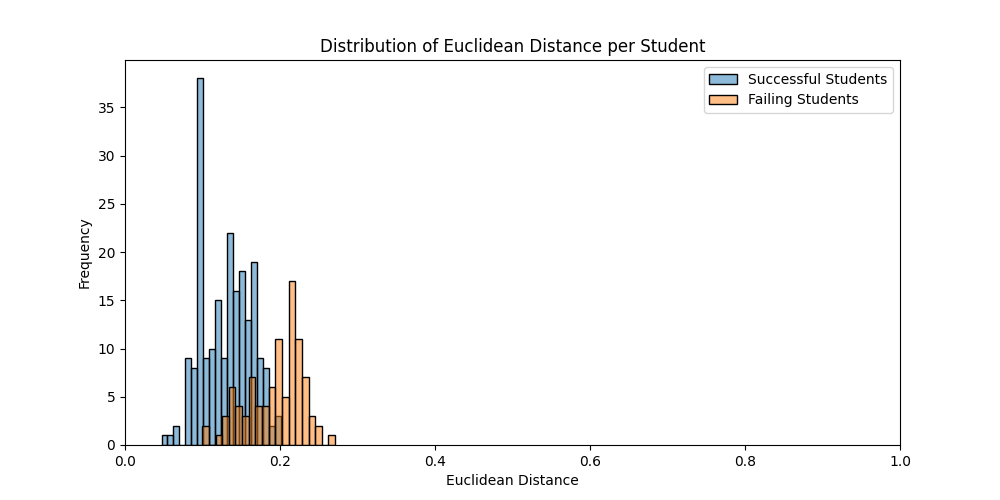 Distribution of Euclidean Distance per Student
Successful Students
Failing Students
Frequency
35
30
25
20
15
10
5
0
0.0 0.2 0.4 0.6 0.8 1.0
Euclidean Distance